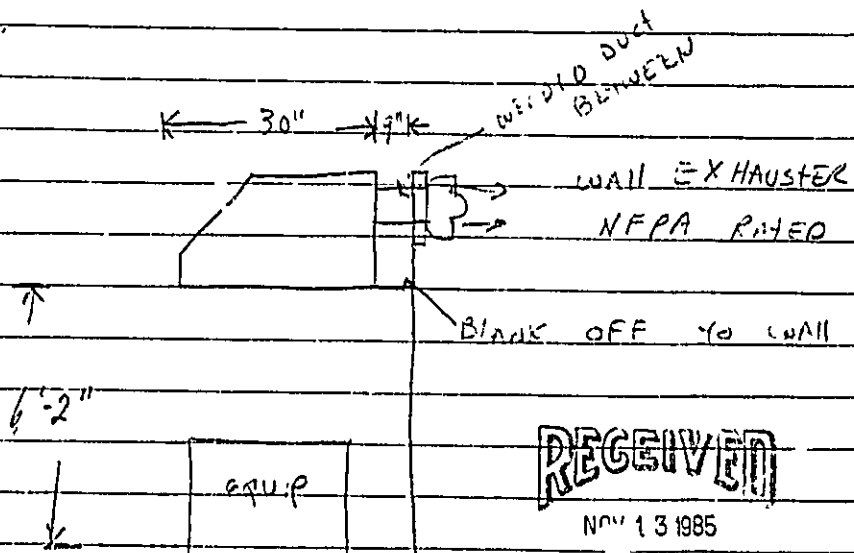 WELDED DUCT
BETWEEN
30" 9"
WAll EXHAUSTER
NFPA RATED
BlANK OFF TO WAll
6'-2"
EQUIP
RECEIVED
NOV 13 1985